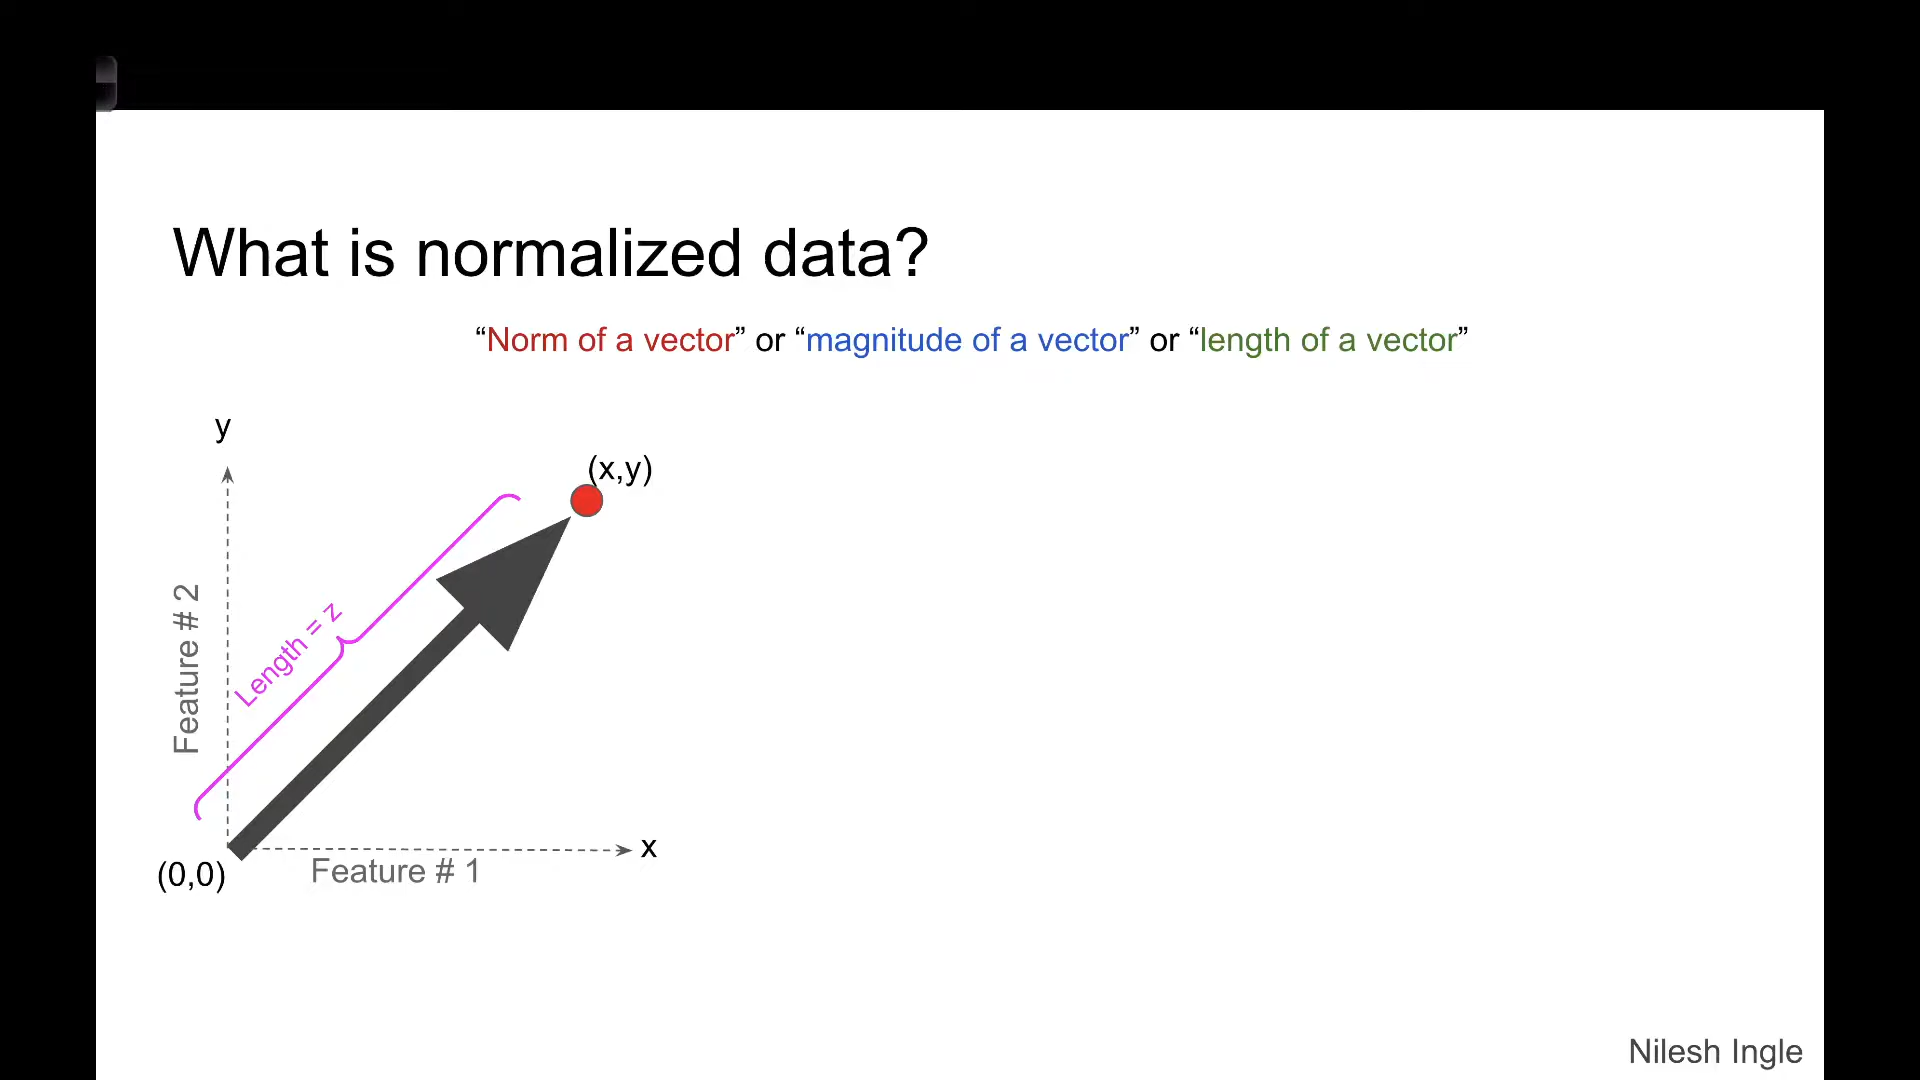 What is normalized data?
“Norm of a vector” or “magnitude of a vector” or “length of a vector”
y
(x,y)
Feature # 2
Length = z
x
(0,0)
Feature # 1
Nilesh Ingle